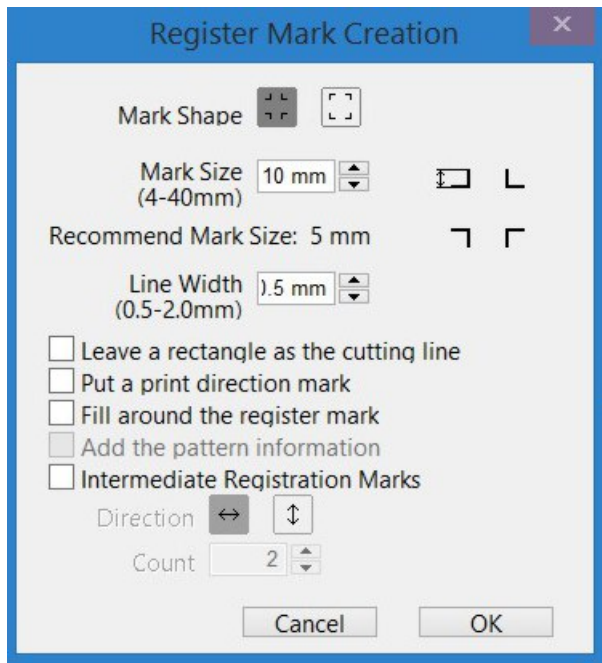 Register Mark Creation
Mark Shape
Mark Size 10 mm
(4-40mm)
Recommend Mark Size: 5 mm
Line Width ).5 mm
(0.5-2.0mm)
Leave a rectangle as the cutting line
Put a print direction mark
Fill around the register mark
Add the pattern information
Intermediate Registration Marks
Direction
Count 2
Cancel OK